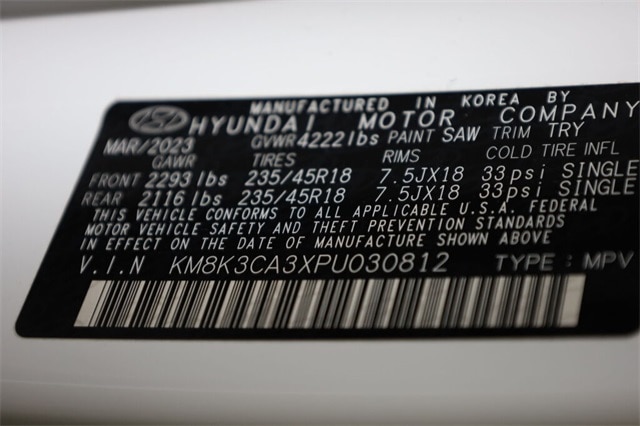 MANUFACTURED IN KOREA BY
HYUNDAI MOTOR COMPANY
MAR/2023 GVWR 4222 lbs PAINT SAW TRIM TRY
GAWR TIRES RIMS COLD TIRE INFL
FRONT 2293 lbs 235/45R18 7.5JX18 33psi SINGLE
REAR 2116 lbs 235/45R18 7.5JX18 33psi SINGLE
THIS VEHICLE CONFORMS TO ALL APPLICABLE U.S.A. FEDERAL
MOTOR VEHICLE SAFETY AND THEFT PREVENTION STANDARDS
IN EFFECT ON THE DATE OF MANUFACTURE SHOWN ABOVE
V.I.N KM8K3CA3XPU030812 TYPE : MPV